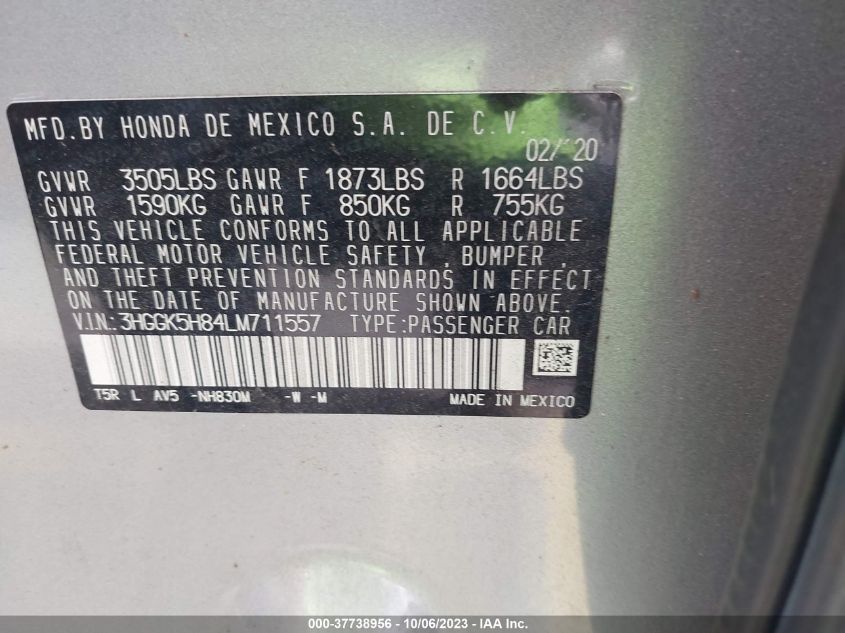 MFD.BY HONDA DE MEXICO S.A. DE C.V.
02/'20
GVWR 3505LBS GAWR F 1873LBS R 1664LBS
GVWR 1590KG GAWR F 850KG R 755KG
THIS VEHICLE CONFORMS TO ALL APPLICABLE
FEDERAL MOTOR VEHICLE SAFETY , BUMPER ,
AND THEFT PREVENTION STANDARDS IN EFFECT
ON THE DATE OF MANUFACTURE SHOWN ABOVE.
V.I.N.:3HGGK5H84LM711557 TYPE:PASSENGER CAR
T5R L AV5 -NH830M -W -M MADE IN MEXICO
000-37738956 - 10/06/2023 - IAA Inc.